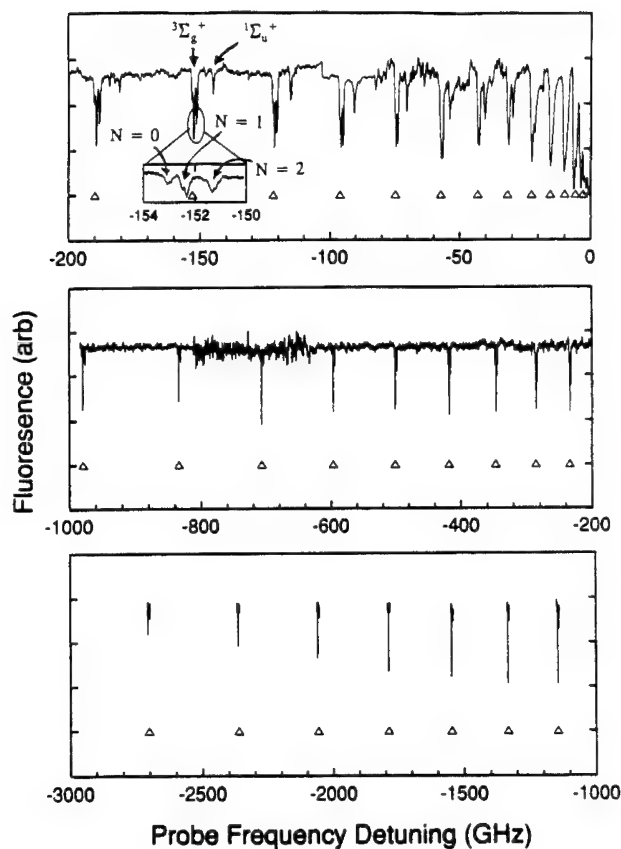 ³Σg⁺ ¹Σu⁺
N = 0 N = 1
N = 2
-154 -152 -150
-200 -150 -100 -50 0
Fluoresence (arb)
-1000 -800 -600 -400 -200
-3000 -2500 -2000 -1500 -1000
Probe Frequency Detuning (GHz)